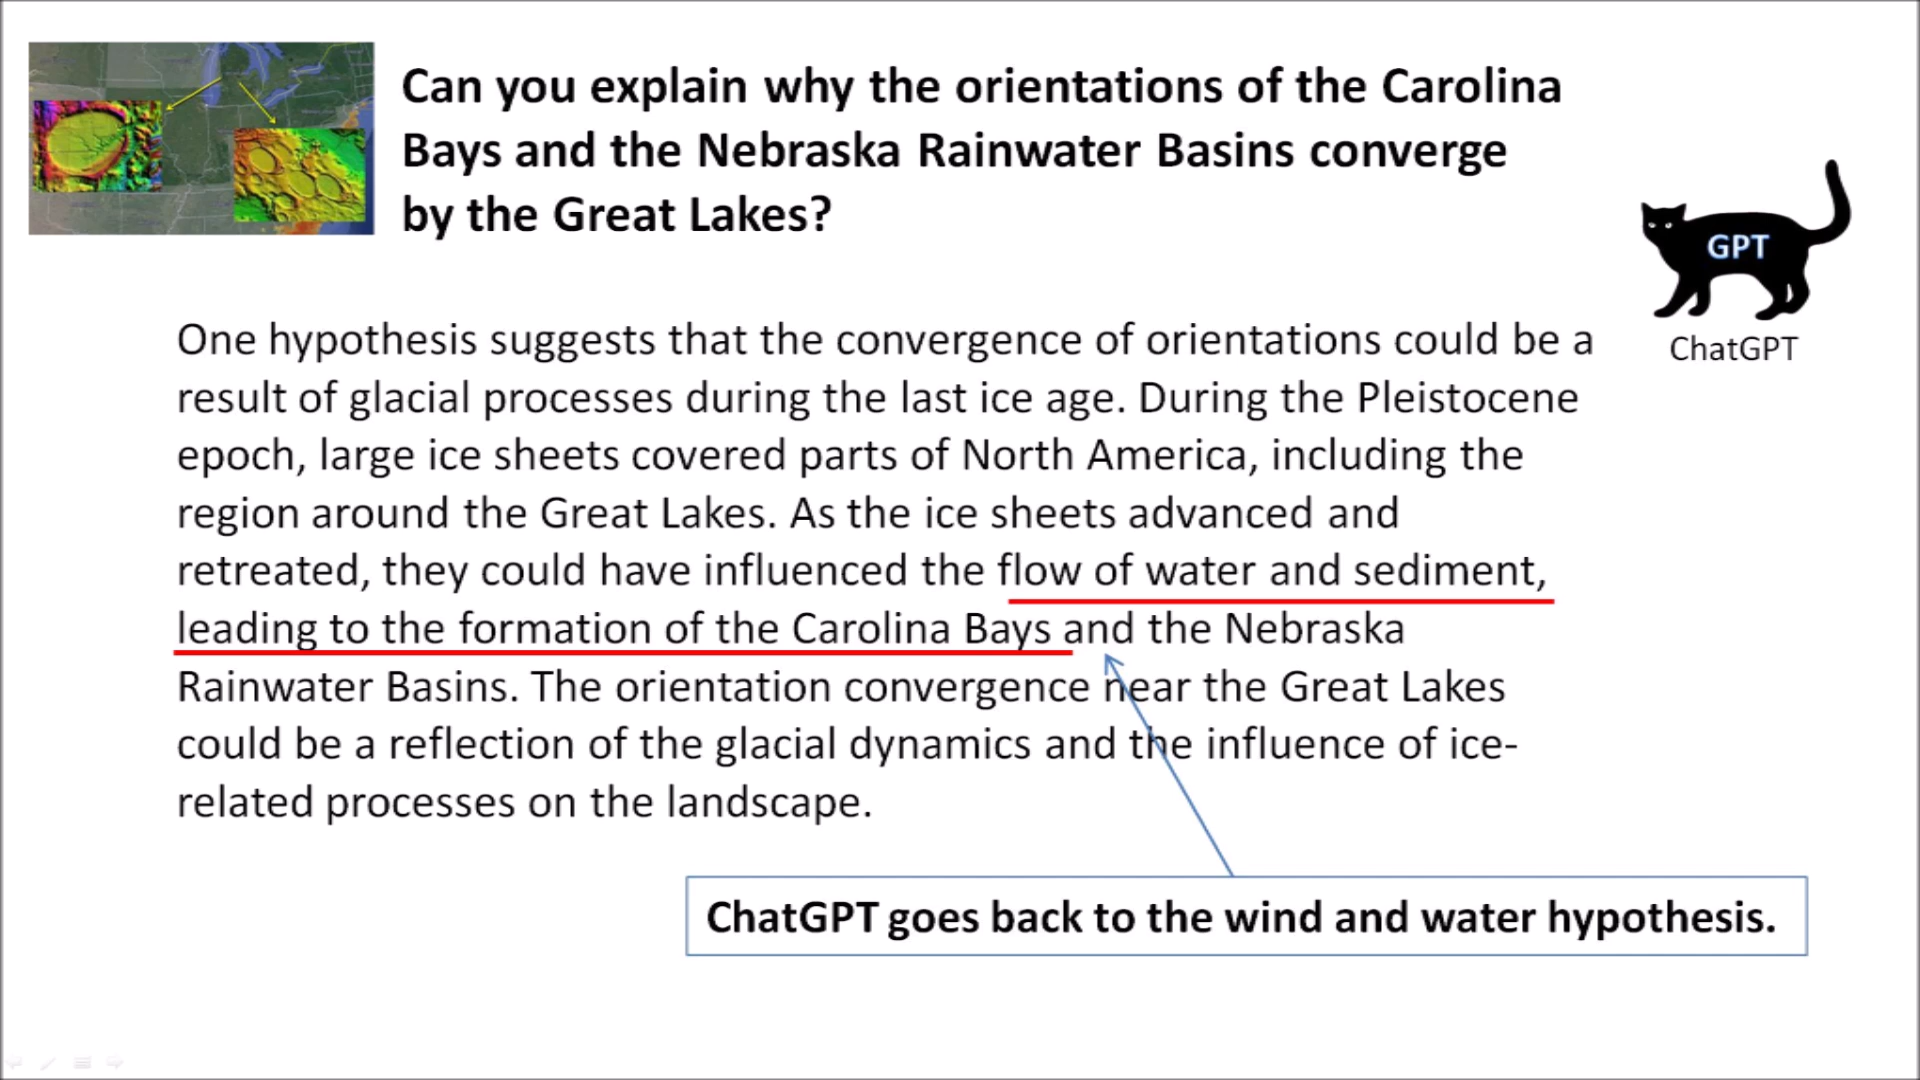 Can you explain why the orientations of the Carolina
Bays and the Nebraska Rainwater Basins converge
by the Great Lakes?
GPT
ChatGPT
One hypothesis suggests that the convergence of orientations could be a
result of glacial processes during the last ice age. During the Pleistocene
epoch, large ice sheets covered parts of North America, including the
region around the Great Lakes. As the ice sheets advanced and
retreated, they could have influenced the flow of water and sediment,
leading to the formation of the Carolina Bays and the Nebraska
Rainwater Basins. The orientation convergence near the Great Lakes
could be a reflection of the glacial dynamics and the influence of ice-
related processes on the landscape.
ChatGPT goes back to the wind and water hypothesis.